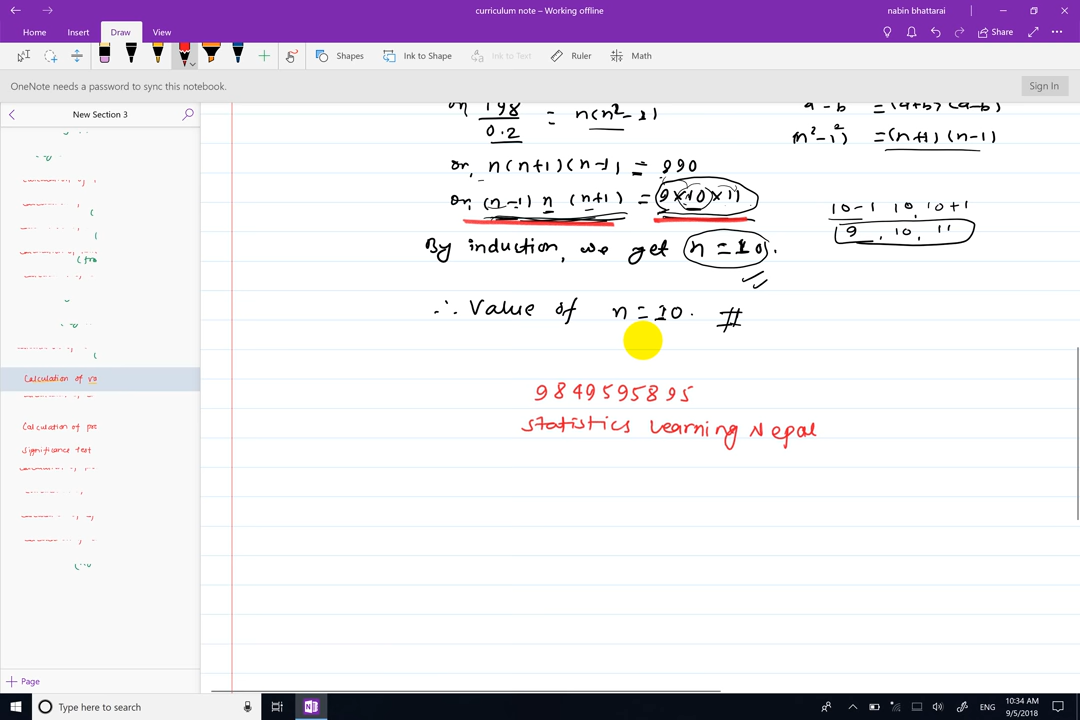 curriculum note – Working offline
nabin bhattarai
Home Insert Draw View
Share
Shapes Ink to Shape Ink to Text Ruler Math
OneNote needs a password to sync this notebook.
Sign In
New Section 3
or, 198/0.2 = n(n²-1)
a²-b² = (a+b) (a-b)
(n²-1²) = (n+1) (n-1)
or, n(n+1)(n-1) = 990
or, (n-1) n (n+1) = 9×10×11
10-1, 10, 10+1
9, 10, 11
By induction, we get n = 10.
∴ Value of n = 10. #
9849595895
Statistics Learning Nepal
Calculation of
Calculation of pre
Significance test
Page
Type here to search
ENG
10:34 AM
9/5/2018